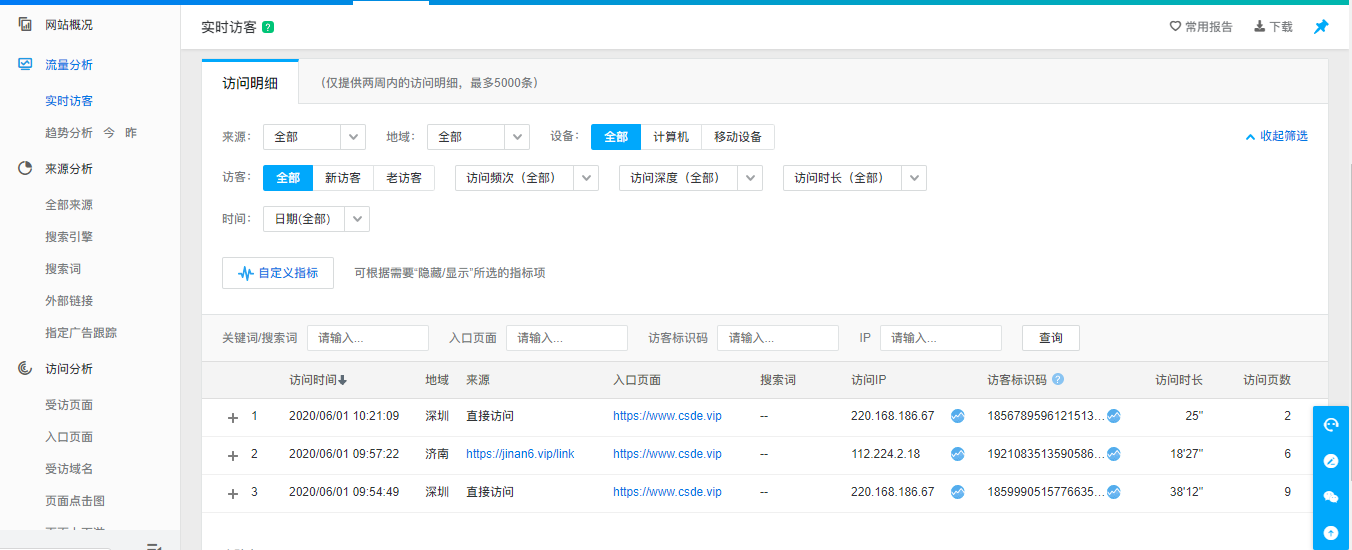 网站概况
实时访客 ?
常用报告 下载
流量分析
实时访客
趋势分析 今 昨
来源分析
全部来源
搜索引擎
搜索词
外部链接
指定广告跟踪
访问分析
受访页面
入口页面
受访域名
页面点击图
访问明细 （仅提供两周内的访问明细，最多5000条）
来源： 全部 地域： 全部 设备： 全部 计算机 移动设备 收起筛选
访客： 全部 新访客 老访客 访问频次（全部） 访问深度（全部） 访问时长（全部）
时间： 日期(全部)
自定义指标 可根据需要“隐藏/显示”所选的指标项
关键词/搜索词 请输入... 入口页面 请输入... 访客标识码 请输入... IP 请输入... 查询
访问时间 地域 来源 入口页面 搜索词 访问IP 访客标识码 ? 访问时长 访问页数
1 2020/06/01 10:21:09 深圳 直接访问 https://www.csde.vip -- 220.168.186.67 1856789596121513... 25" 2
2 2020/06/01 09:57:22 济南 https://jinan6.vip/link https://www.csde.vip -- 112.224.2.18 1921083513590586... 18'27" 6
3 2020/06/01 09:54:49 深圳 直接访问 https://www.csde.vip -- 220.168.186.67 1859990515776635... 38'12" 9